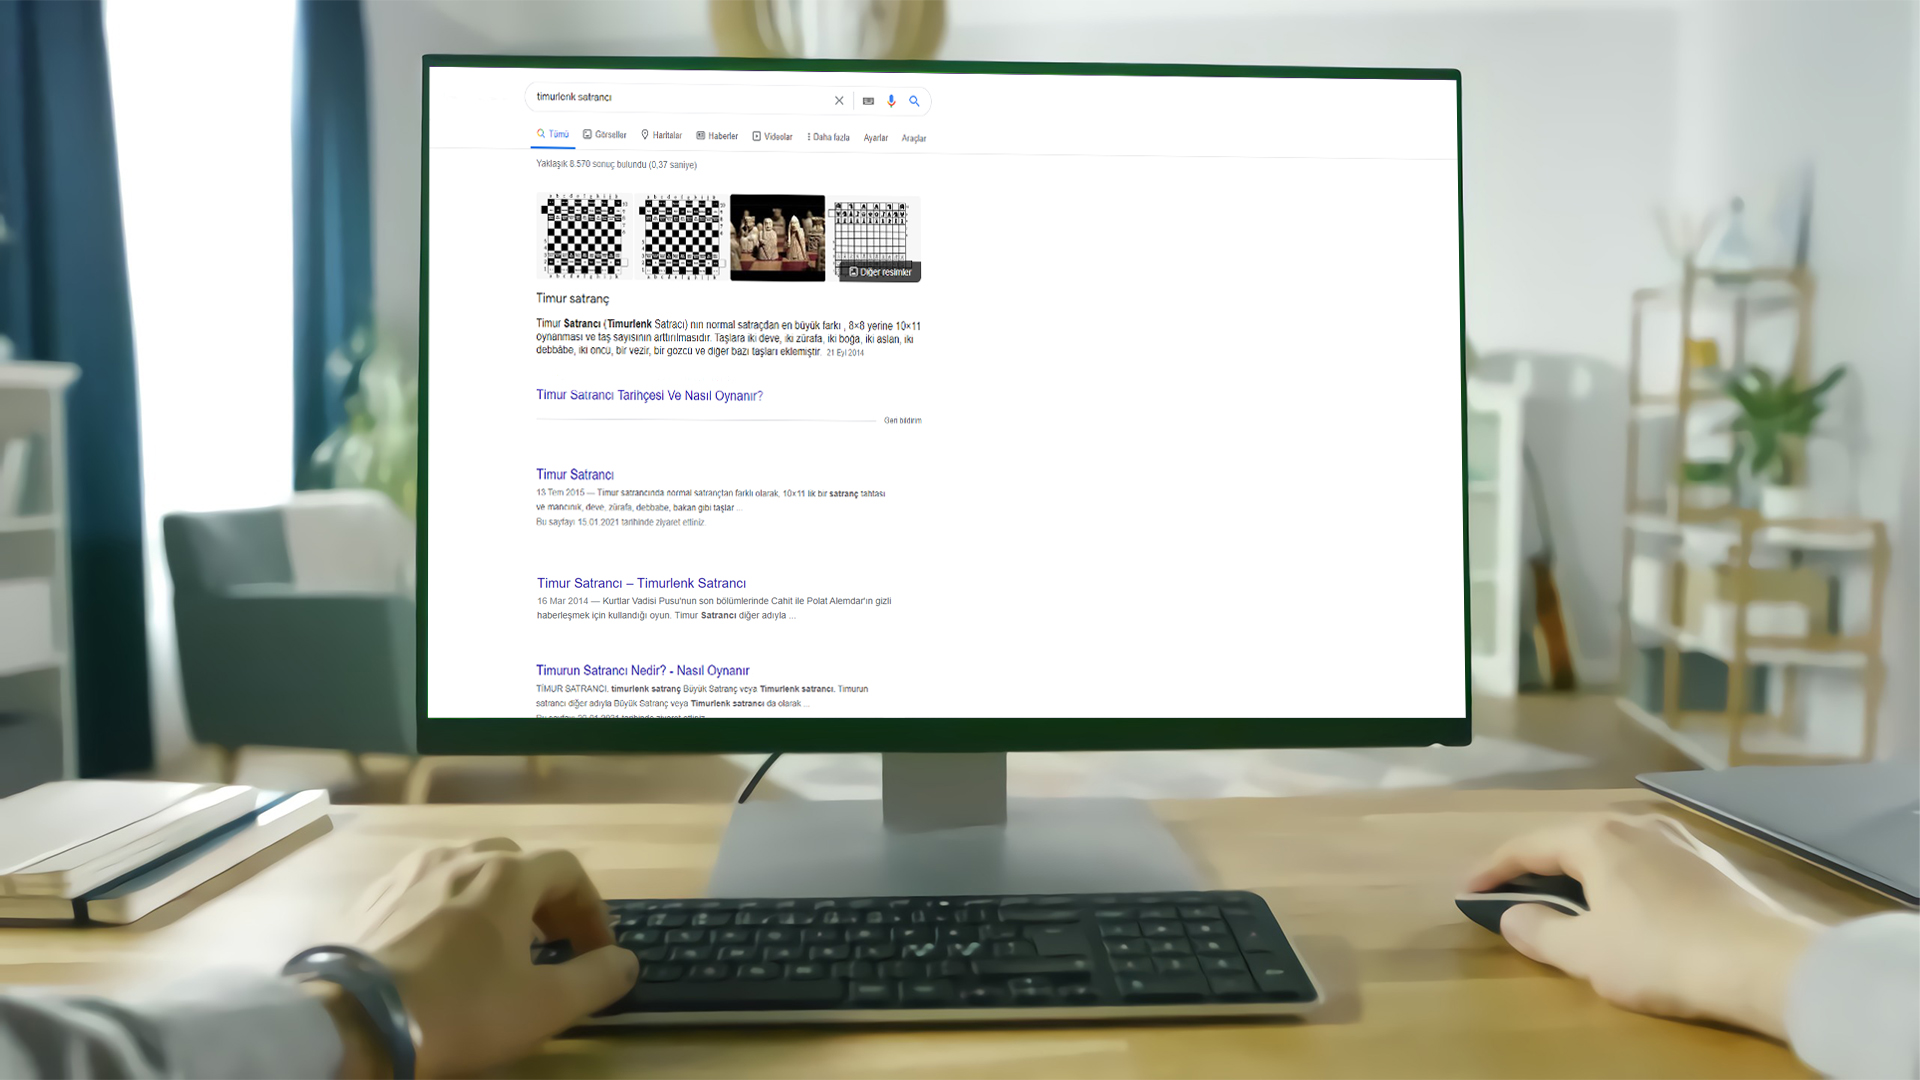 timurlenk satrancı
Tümü Görseller Haritalar Haberler Videolar Daha fazla Ayarlar Araçlar
Yaklaşık 8.570 sonuç bulundu (0,37 saniye)
Diğer resimler
Timur satranç
Timur Satrancı (Timurlenk Satracı) nın normal satraçdan en büyük farkı , 8×8 yerine 10×11
oynanması ve taş sayısının arttırılmasıdır. Taşlara iki deve, iki zürafa, iki boğa, iki aslan, iki
debbâbe, iki öncü, bir vezir, bir gözcü ve diğer bazı taşları eklemiştir. 21 Eyl 2014
Timur Satrancı Tarihçesi Ve Nasıl Oynanır?
Geri bildirim
Timur Satrancı
13 Tem 2015 — Timur satrancında normal satrançtan farklı olarak, 10x11 lik bir satranç tahtası
ve mancınık, deve, zürafa, debbabe, bakan gibi taşlar ...
Bu sayfayı 15.01.2021 tarihinde ziyaret ettiniz.
Timur Satrancı – Timurlenk Satrancı
16 Mar 2014 — Kurtlar Vadisi Pusu'nun son bölümlerinde Cahit ile Polat Alemdar'ın gizli
haberleşmek için kullandığı oyun. Timur Satrancı diğer adıyla ...
Timurun Satrancı Nedir? - Nasıl Oynanır
TİMUR SATRANCI. timurlenk satranç Büyük Satranç veya Timurlenk satrancı. Timurun
satrancı diğer adıyla Büyük Satranç veya Timurlenk satrancı da olarak ...